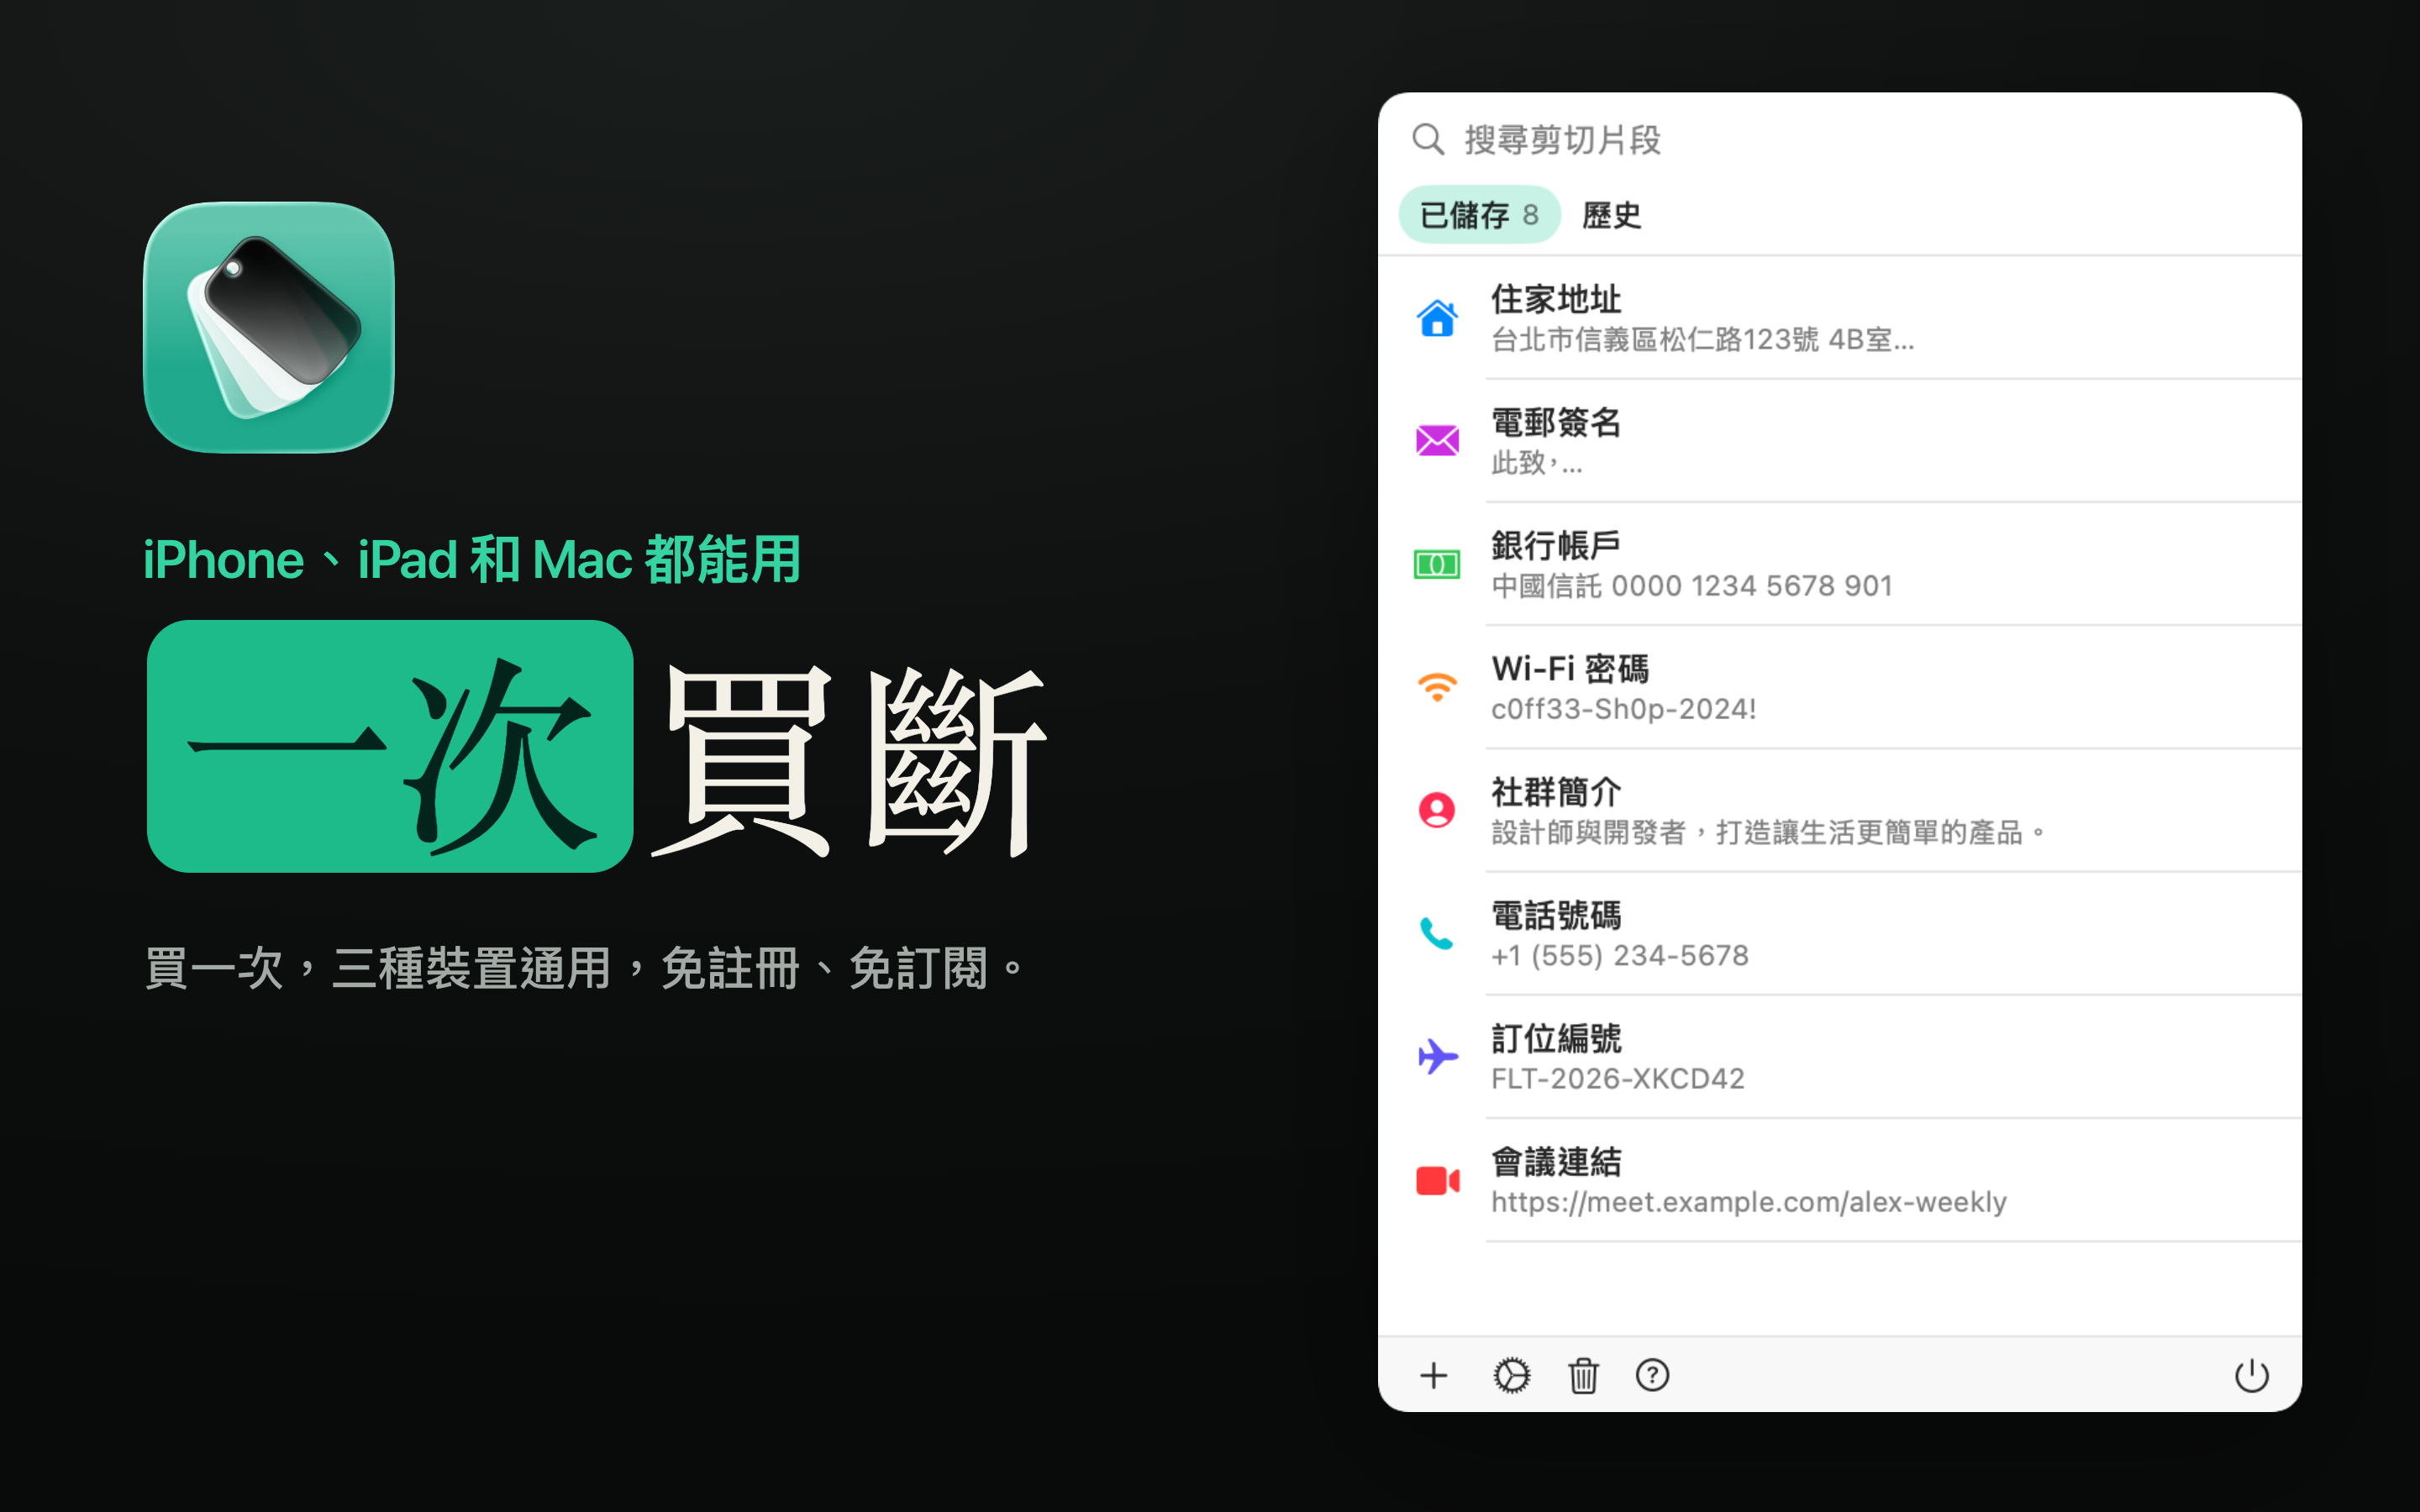 iPhone、iPad 和 Mac 都能用
一次買斷
買一次，三種裝置通用，免註冊、免訂閱。
搜尋剪切片段
已儲存 8 歷史
住家地址
台北市信義區松仁路123號 4B室...
電郵簽名
此致，...
銀行帳戶
中國信託 0000 1234 5678 901
Wi-Fi 密碼
c0ff33-Sh0p-2024!
社群簡介
設計師與開發者，打造讓生活更簡單的產品。
電話號碼
+1 (555) 234-5678
訂位編號
FLT-2026-XKCD42
會議連結
https://meet.example.com/alex-weekly